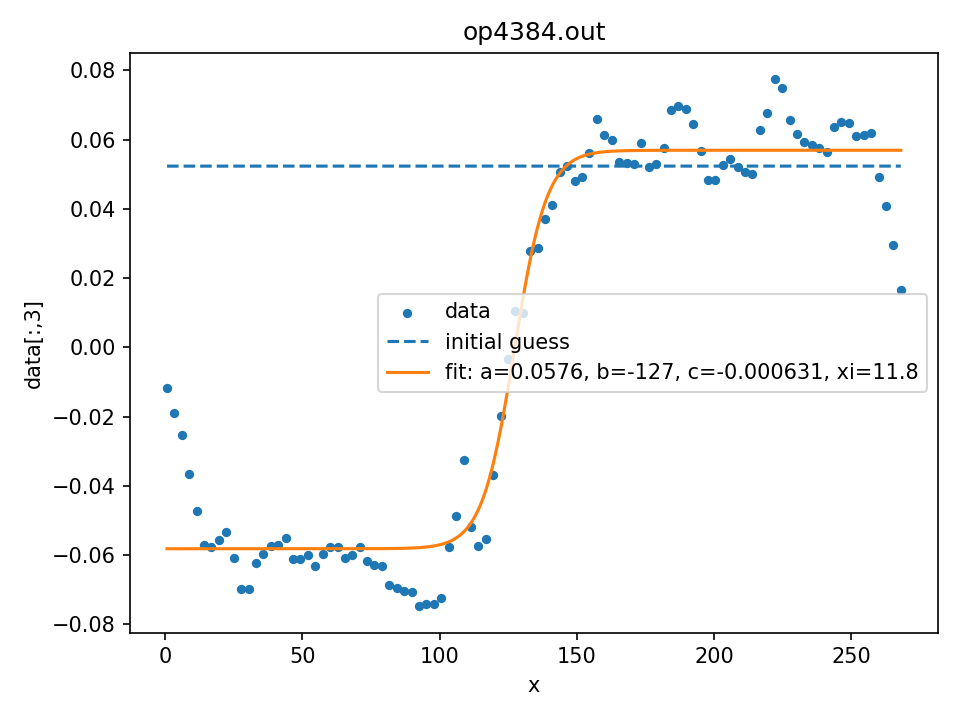 op4384.out
0.08
0.06
0.04
0.02
0.00
−0.02
−0.04
−0.06
−0.08
data[:,3]
data
initial guess
fit: a=0.0576, b=-127, c=-0.000631, xi=11.8
0 50 100 150 200 250
x